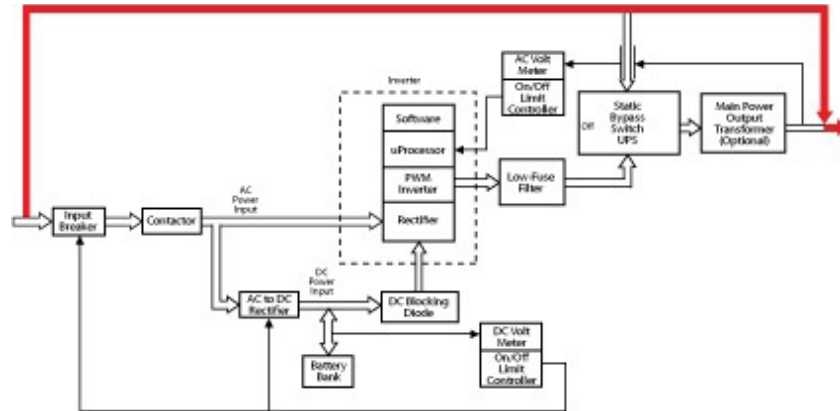 AC Volt
Meter
On/Off
Limit
Controller
Inverter
Software
uProcessor
PWM
Inverter
Rectifier
Off
Static
Bypass
Switch
UPS
Main Power
Output
Transformer
(Optional)
Low-Fuse
Filter
AC
Power
Input
Input
Breaker
Contactor
DC
Power
Input
AC to DC
Rectifier
DC Blocking
Diode
Battery
Bank
DC Volt
Meter
On/Off
Limit
Controller